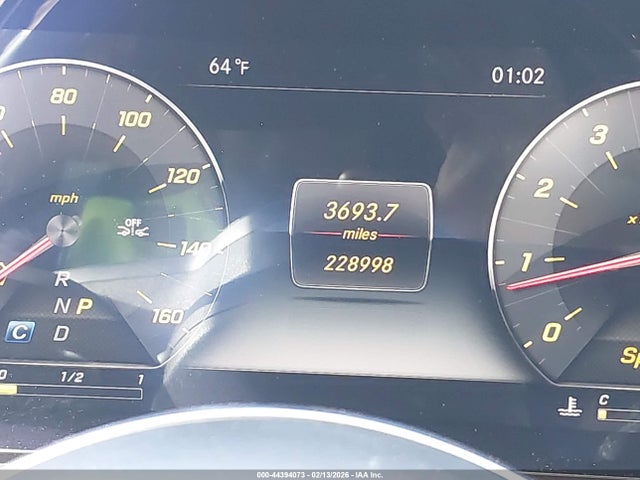 64°F
01:02
80
100
120
140
160
mph
OFF
R
N P
C
D
0 1/2 1
3693.7
miles
228998
3
2
1
0
x
Sp
C
000-44394073 - 02/13/2026 - IAA Inc.